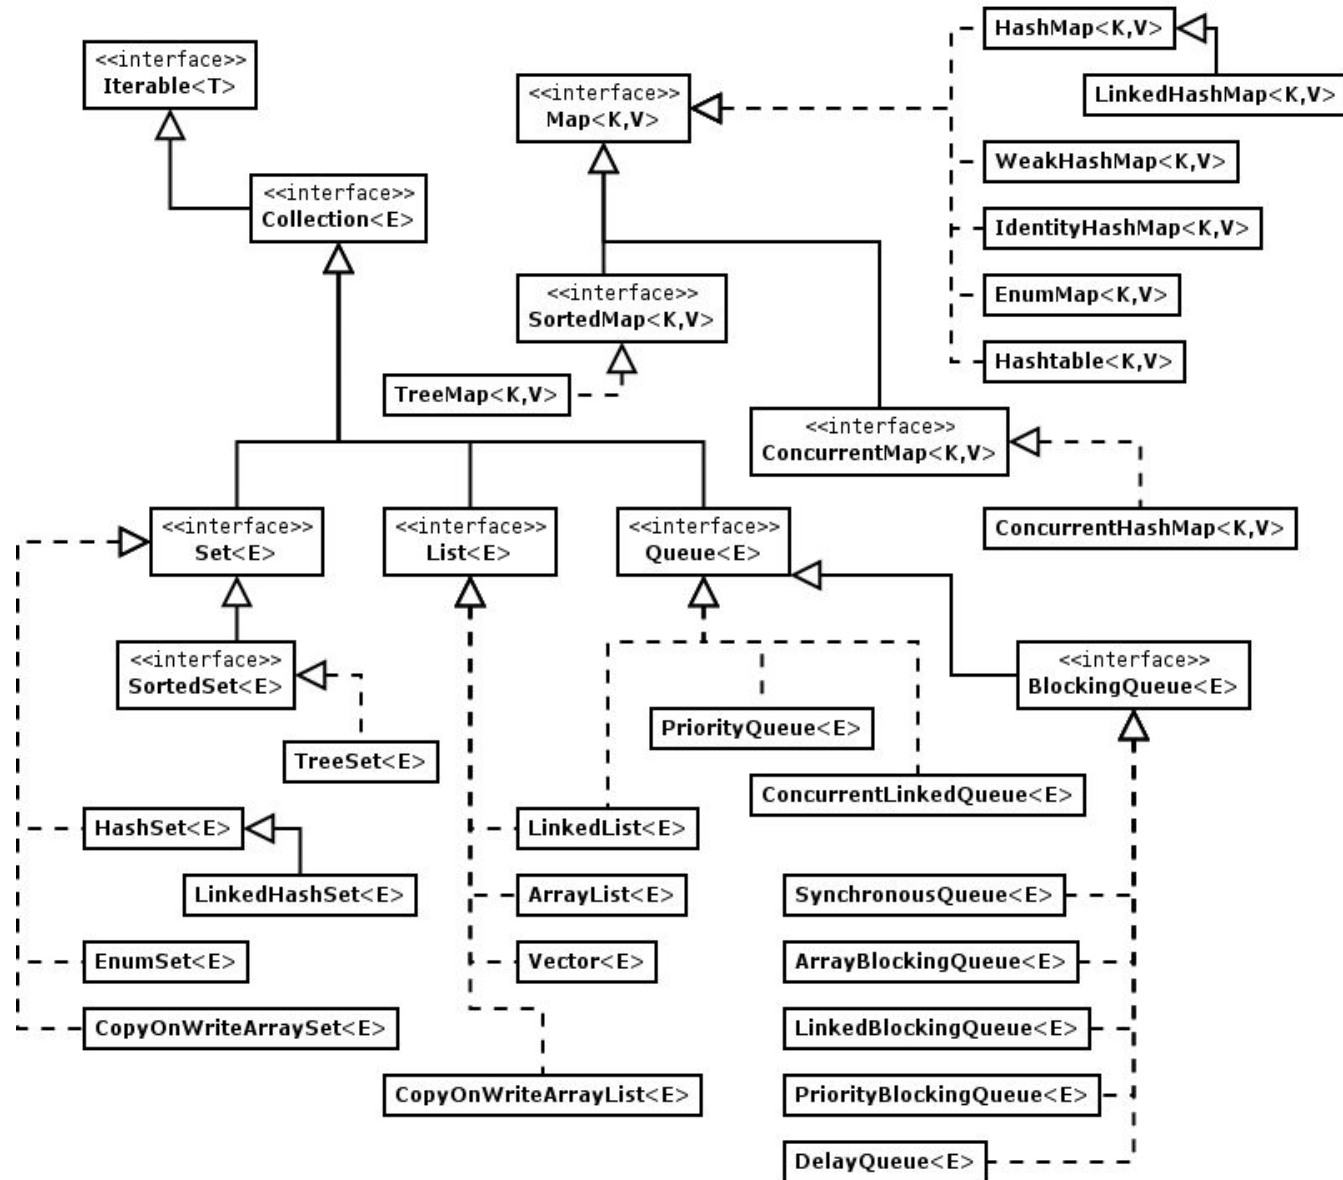 <<interface>>
Iterable<T>
<<interface>>
Map<K,V>
HashMap<K,V>
LinkedHashMap<K,V>
WeakHashMap<K,V>
IdentityHashMap<K,V>
EnumMap<K,V>
Hashtable<K,V>
<<interface>>
Collection<E>
<<interface>>
SortedMap<K,V>
TreeMap<K,V>
<<interface>>
ConcurrentMap<K,V>
ConcurrentHashMap<K,V>
<<interface>>
Set<E>
<<interface>>
List<E>
<<interface>>
Queue<E>
<<interface>>
SortedSet<E>
<<interface>>
BlockingQueue<E>
TreeSet<E>
PriorityQueue<E>
ConcurrentLinkedQueue<E>
HashSet<E>
LinkedHashSet<E>
EnumSet<E>
CopyOnWriteArraySet<E>
LinkedList<E>
ArrayList<E>
Vector<E>
CopyOnWriteArrayList<E>
SynchronousQueue<E>
ArrayBlockingQueue<E>
LinkedBlockingQueue<E>
PriorityBlockingQueue<E>
DelayQueue<E>